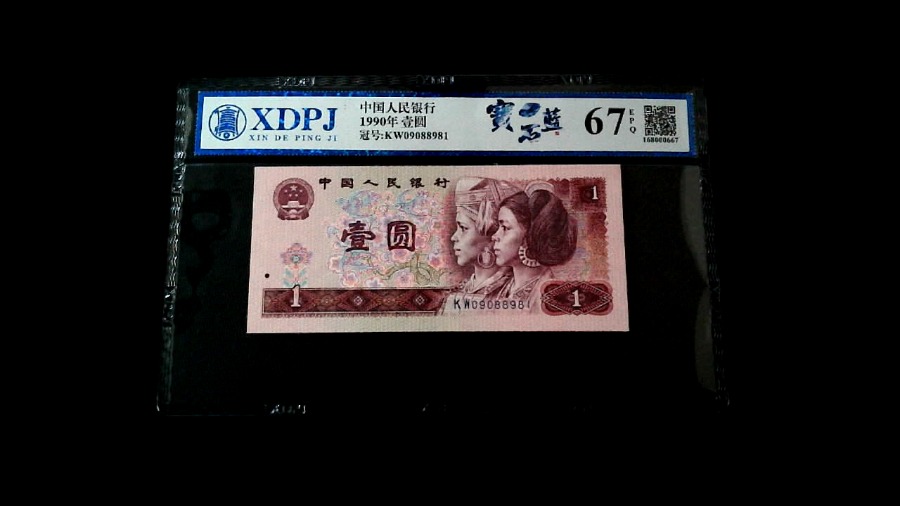 XDPJ
XIN DE PING JI
中国人民银行
1990年 壹圆
冠号:KW09088981
67
EPQ
168000667
中国人民银行
1
壹圆
1
KW09088981
1